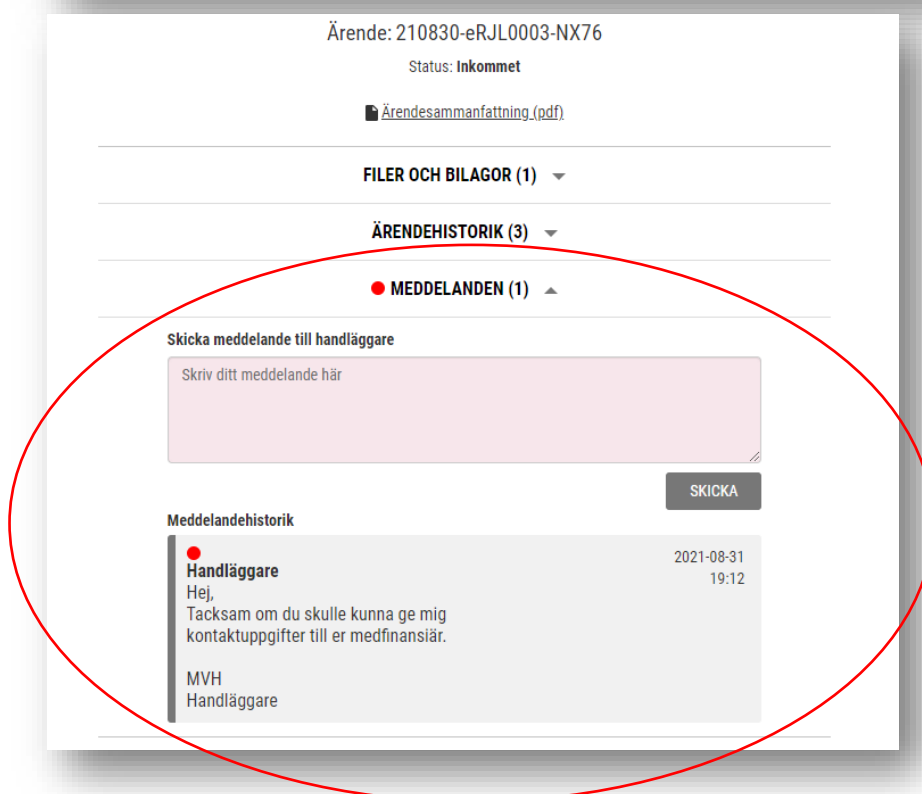 Ärende: 210830-eRJL0003-NX76
Status: Inkommet
Ärendesammanfattning (pdf)
FILER OCH BILAGOR (1)
ÄRENDEHISTORIK (3)
MEDDELANDEN (1)
Skicka meddelande till handläggare
Skriv ditt meddelande här
SKICKA
Meddelandehistorik
2021-08-31
19:12
Handläggare
Hej,
Tacksam om du skulle kunna ge mig
kontaktuppgifter till er medfinansiär.
MVH
Handläggare